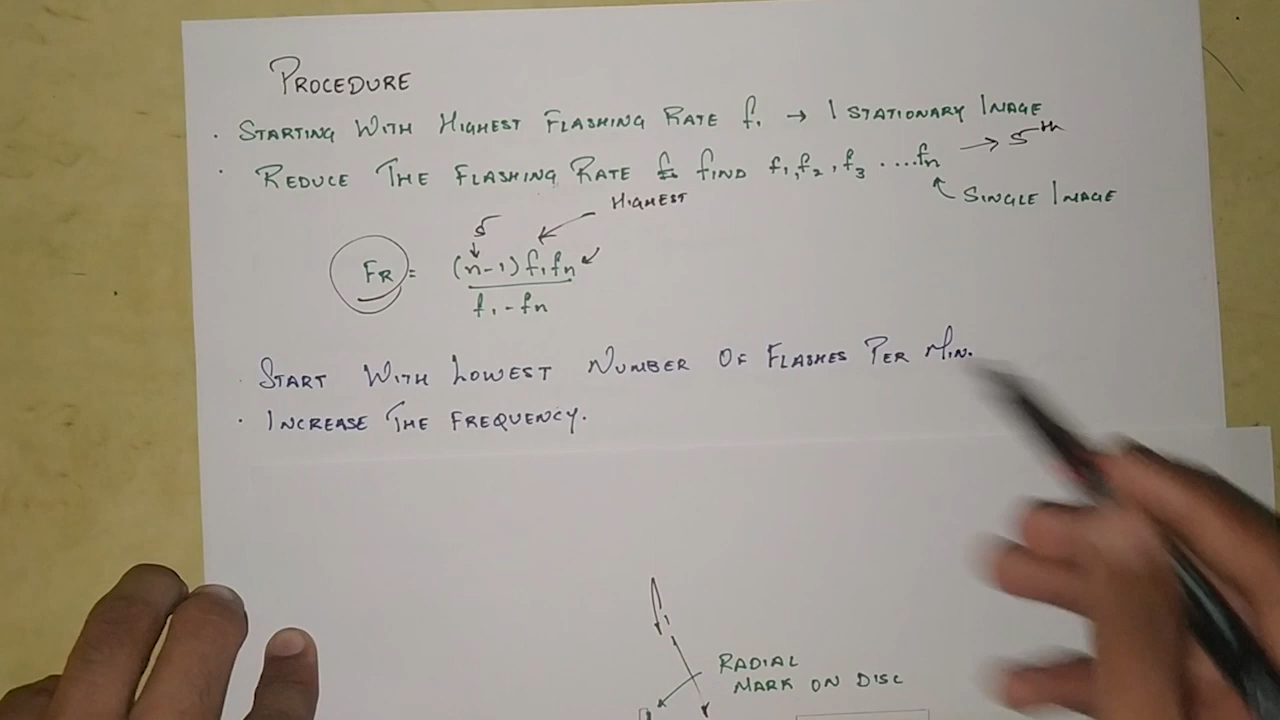 PROCEDURE
. STARTING WITH HIGHEST FLASHING RATE f₁ → 1 STATIONARY IMAGE
. REDUCE THE FLASHING RATE & FIND f₁, f₂, f₃ ....fn → 5th
SINGLE IMAGE
HIGHEST
5
FR = (n-1) f₁fn
f₁-fn
. START WITH LOWEST NUMBER OF FLASHES PER MIN.
. INCREASE THE FREQUENCY.
RADIAL
MARK ON DISC